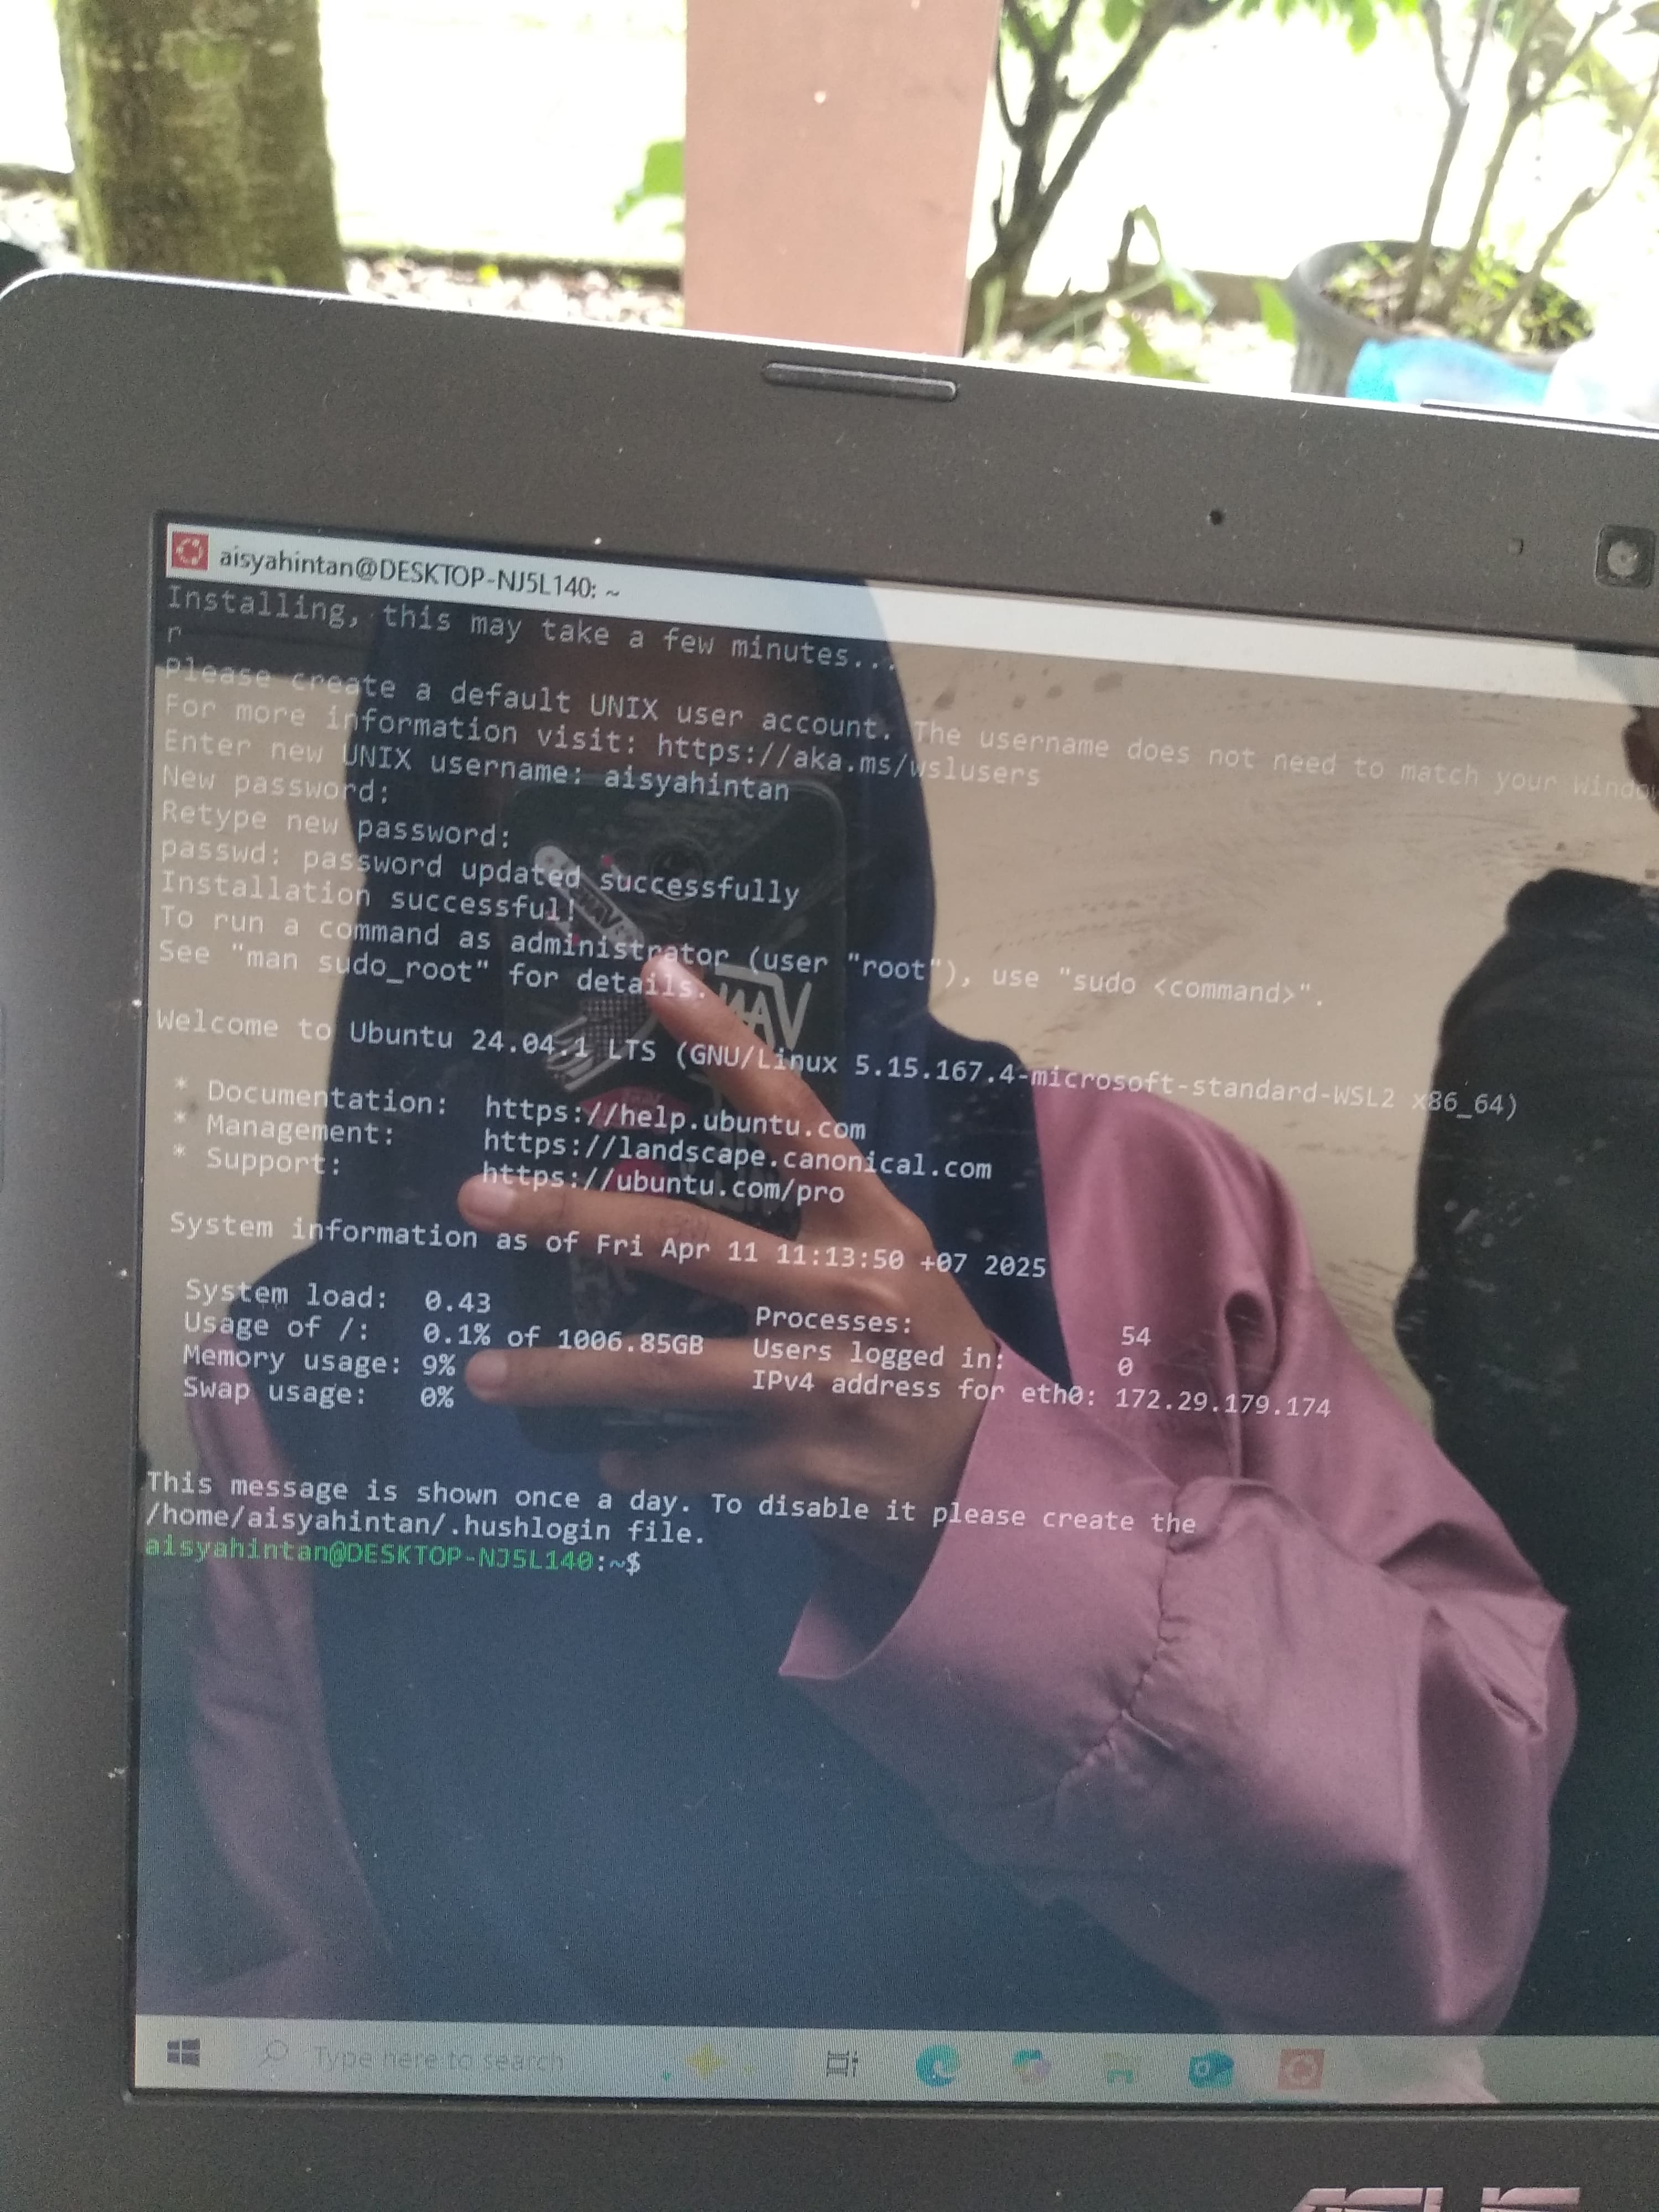 aisyahintan@DESKTOP-NJ5L140: ~
Installing, this may take a few minutes...
r
Please create a default UNIX user account. The username does not need to match your Window
For more information visit: https://aka.ms/wslusers
Enter new UNIX username: aisyahintan
New password:
Retype new password:
passwd: password updated successfully
Installation successful!
To run a command as administrator (user "root"), use "sudo <command>".
See "man sudo_root" for details.
Welcome to Ubuntu 24.04.1 LTS (GNU/Linux 5.15.167.4-microsoft-standard-WSL2 x86_64)
* Documentation: https://help.ubuntu.com
* Management: https://landscape.canonical.com
* Support: https://ubuntu.com/pro
System information as of Fri Apr 11 11:13:50 +07 2025
System load: 0.43 Processes: 54
Usage of /: 0.1% of 1006.85GB Users logged in: 0
Memory usage: 9% IPv4 address for eth0: 172.29.179.174
Swap usage: 0%
This message is shown once a day. To disable it please create the
/home/aisyahintan/.hushlogin file.
aisyahintan@DESKTOP-NJ5L140:~$
Type here to search
ASUS